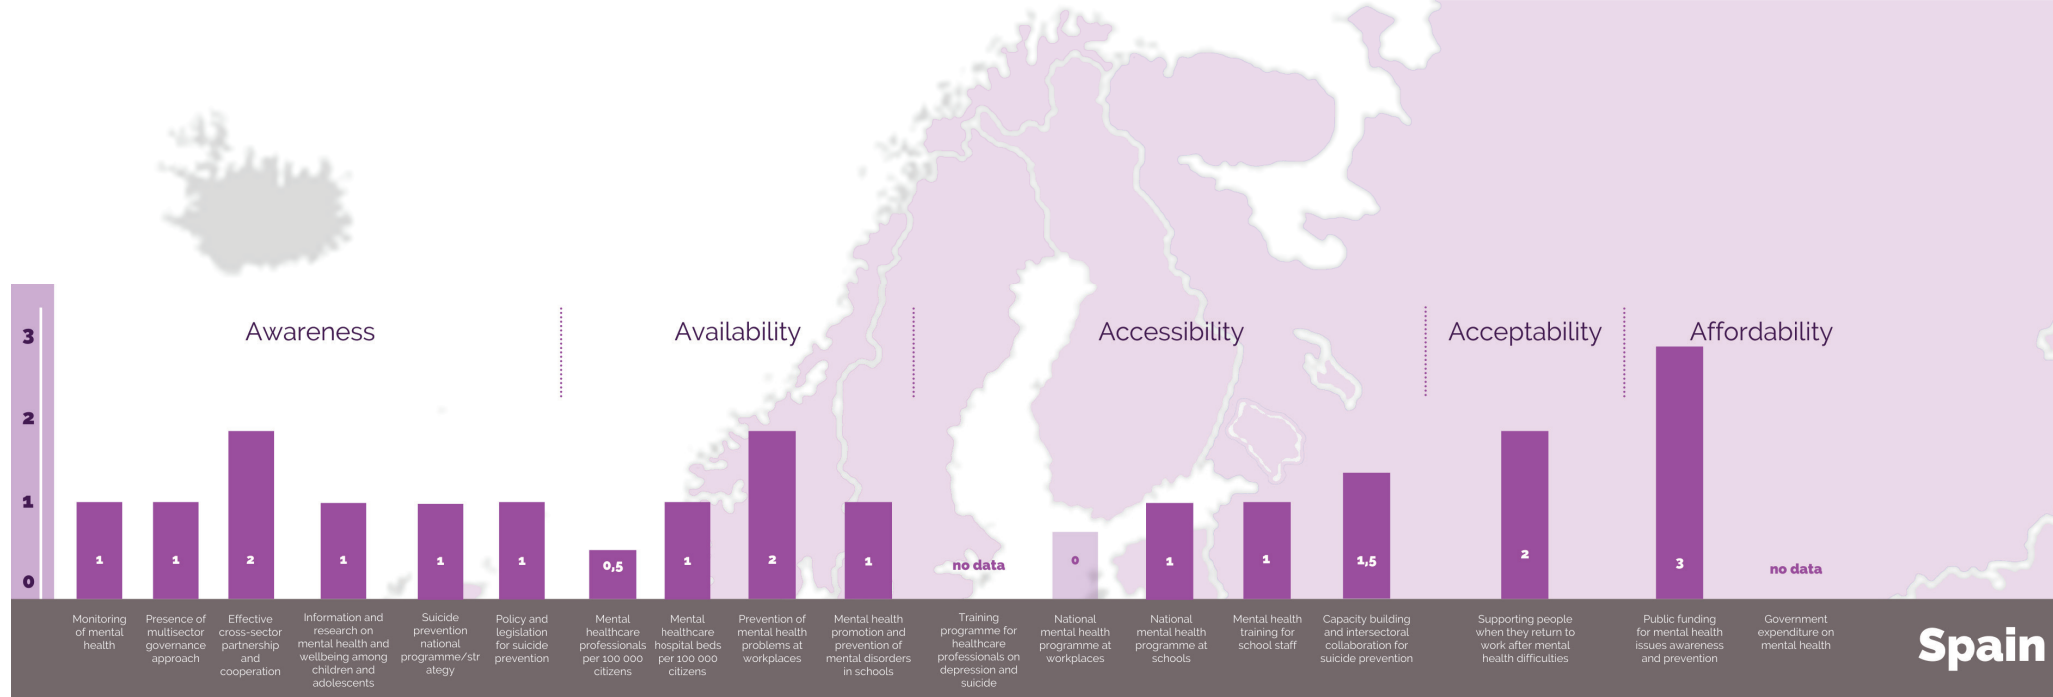 3
2
1
0
Awareness
Availability
Accessibility
Acceptability
Affordability
1
1
2
1
1
1
0,5
1
2
1
no data
0
1
1
1,5
2
3
no data
Monitoring
of mental
health
Presence of
multisector
governance
approach
Effective
cross-sector
partnership
and
cooperation
Information and
research on
mental health and
wellbeing among
children and
adolescents
Suicide
prevention
national
programme/str
ategy
Policy and
legislation
for suicide
prevention
Mental
healthcare
professionals
per 100 000
citizens
Mental
healthcare
hospital beds
per 100 000
citizens
Prevention of
mental health
problems at
workplaces
Mental health
promotion and
prevention of
mental disorders
in schools
Training
programme for
healthcare
professionals on
depression and
suicide
National
mental health
programme at
workplaces
National
mental health
programme at
schools
Mental health
training for
school staff
Capacity building
and intersectoral
collaboration for
suicide prevention
Supporting people
when they return to
work after mental
health difficulties
Public funding
for mental health
issues awareness
and prevention
Government
expenditure on
mental health
Spain